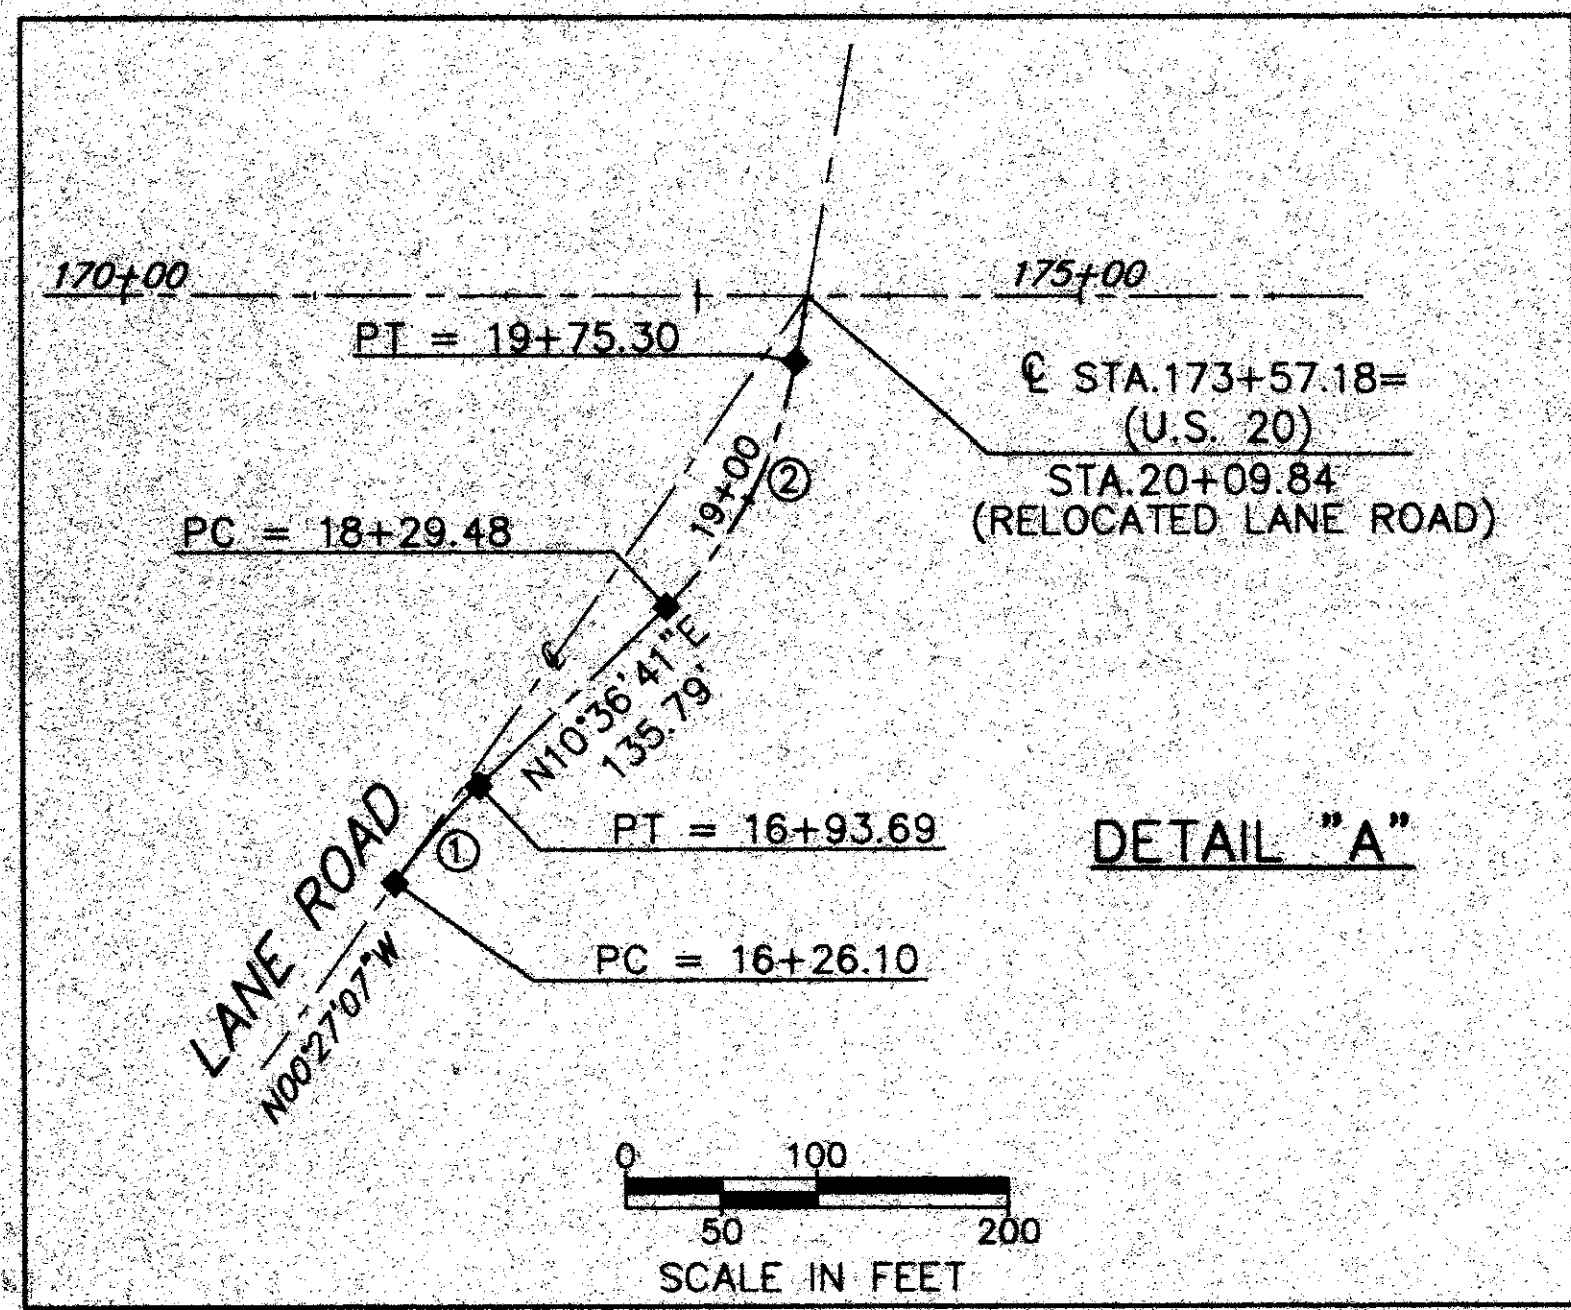 170+00
175+00
PT = 19+75.30
℄ STA.173+57.18=
(U.S. 20)
STA.20+09.84
(RELOCATED LANE ROAD)
19+00
2
PC = 18+29.48
℄
N10°36'41"E
135.79'
PT = 16+93.69
1
LANE ROAD
DETAIL "A"
PC = 16+26.10
N00°27'07"W
0 100
50 200
SCALE IN FEET